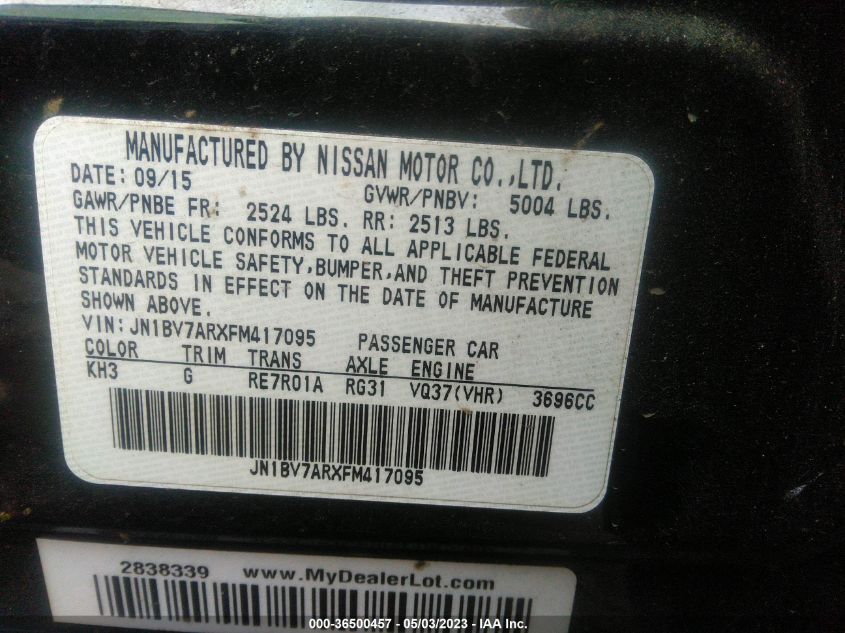 MANUFACTURED BY NISSAN MOTOR CO.,LTD.
DATE: 09/15 GVWR/PNBV: 5004 LBS.
GAWR/PNBE FR: 2524 LBS. RR: 2513 LBS.
THIS VEHICLE CONFORMS TO ALL APPLICABLE FEDERAL
MOTOR VEHICLE SAFETY,BUMPER,AND THEFT PREVENTION
STANDARDS IN EFFECT ON THE DATE OF MANUFACTURE
SHOWN ABOVE.
VIN:JN1BV7ARXFM417095 PASSENGER CAR
COLOR TRIM TRANS AXLE ENGINE
KH3 G RE7R01A RG31 VQ37(VHR) 3696CC
JN1BV7ARXFM417095
2838339 www.MyDealerLot.com
000-36500457 - 05/03/2023 - IAA Inc.